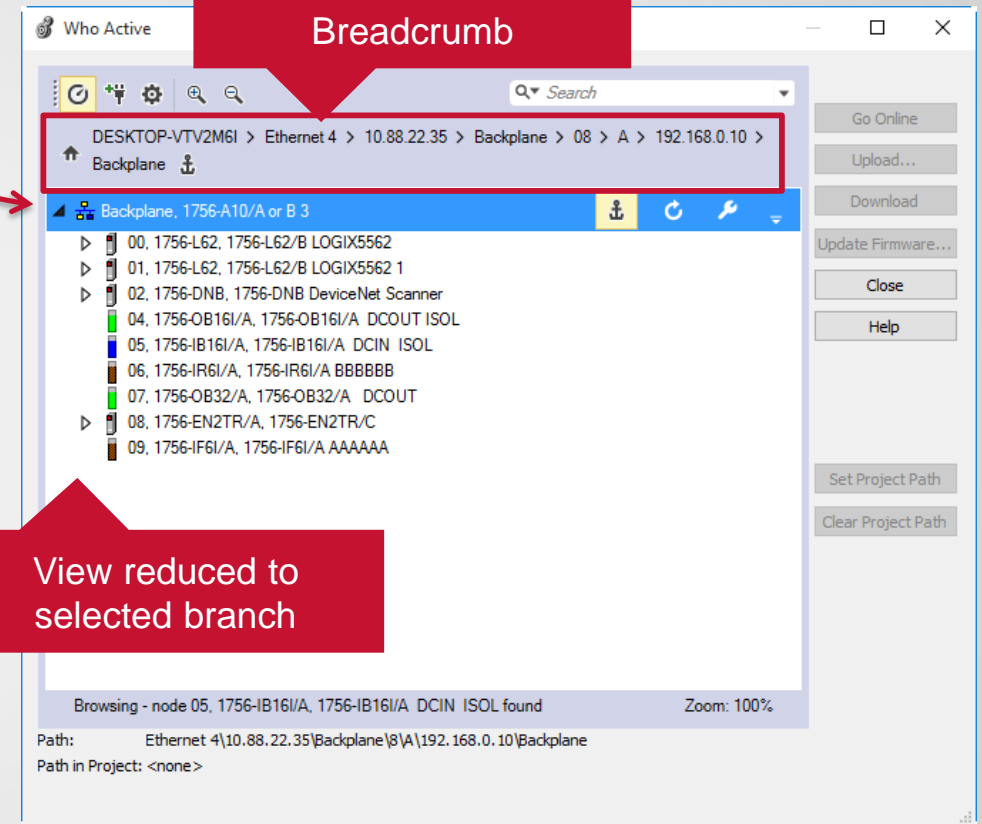 Who Active
Breadcrumb
Search
DESKTOP-VTV2M6I > Ethernet 4 > 10.88.22.35 > Backplane > 08 > A > 192.168.0.10 >
Backplane
Go Online
Upload...
Download
Update Firmware...
Close
Help
Set Project Path
Clear Project Path
Backplane, 1756-A10/A or B 3
00, 1756-L62, 1756-L62/B LOGIX5562
01, 1756-L62, 1756-L62/B LOGIX5562 1
02, 1756-DNB, 1756-DNB DeviceNet Scanner
04, 1756-OB16I/A, 1756-OB16I/A DCOUT ISOL
05, 1756-IB16I/A, 1756-IB16I/A DCIN ISOL
06, 1756-IR6I/A, 1756-IR6I/A BBBBBB
07, 1756-OB32/A, 1756-OB32/A DCOUT
08, 1756-EN2TR/A, 1756-EN2TR/C
09, 1756-IF6I/A, 1756-IF6I/A AAAAAA
View reduced to
selected branch
Browsing - node 05, 1756-IB16I/A, 1756-IB16I/A DCIN ISOL found Zoom: 100%
Path: Ethernet 4\10.88.22.35\Backplane\8\A\192.168.0.10\Backplane
Path in Project: <none>